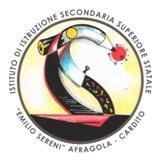 ISTITUTO DI ISTRUZIONE SECONDARIA SUPERIORE STATALE
"EMILIO SERENI" AFRAGOLA - CARDITO